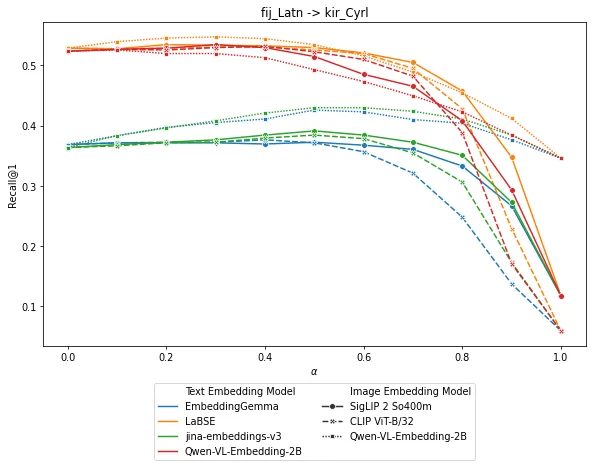 fij_Latn -> kir_Cyrl
Recall@1
0.5
0.4
0.3
0.2
0.1
0.0 0.2 0.4 0.6 0.8 1.0
α
Text Embedding Model
EmbeddingGemma
LaBSE
jina-embeddings-v3
Qwen-VL-Embedding-2B
Image Embedding Model
SigLIP 2 So400m
CLIP ViT-B/32
Qwen-VL-Embedding-2B